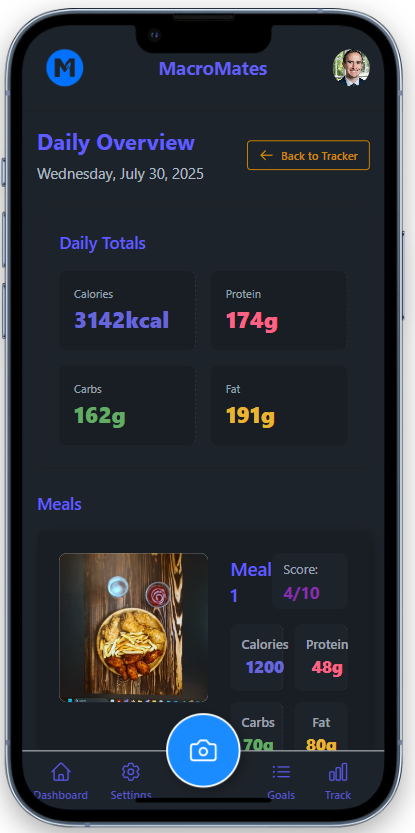 M
MacroMates
Daily Overview
Wednesday, July 30, 2025
← Back to Tracker
Daily Totals
Calories
3142kcal
Protein
174g
Carbs
162g
Fat
191g
Meals
Meal
1
Score:
4/10
Calories
1200
Protein
48g
Carbs
70g
Fat
80g
Dashboard
Settings
Goals
Track